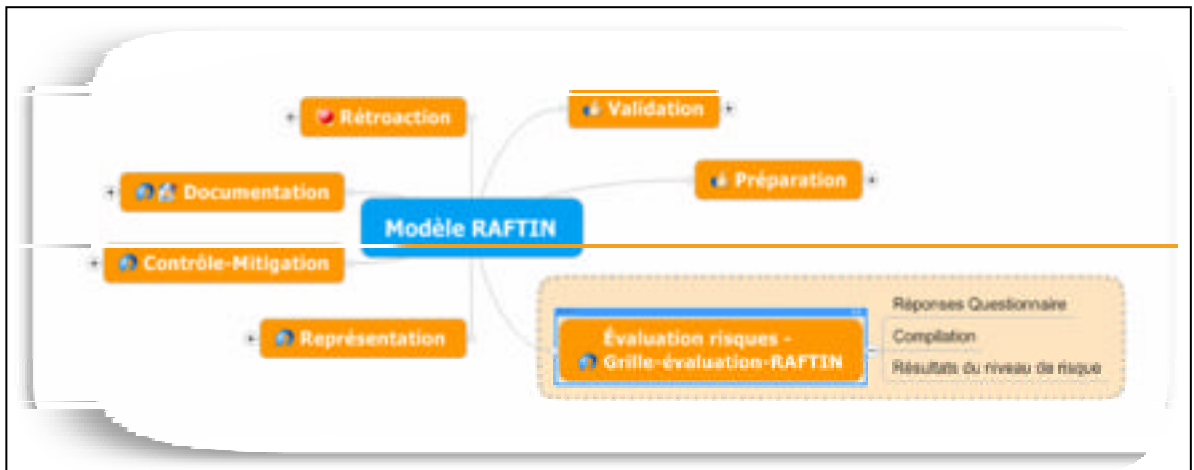 Rétroaction
Validation
Documentation
Préparation
Modèle RAFTIN
Contrôle-Mitigation
Représentation
Évaluation risques -
Grille-évaluation-RAFTIN
Réponses Questionnaire
Compilation
Résultats du niveau de risque